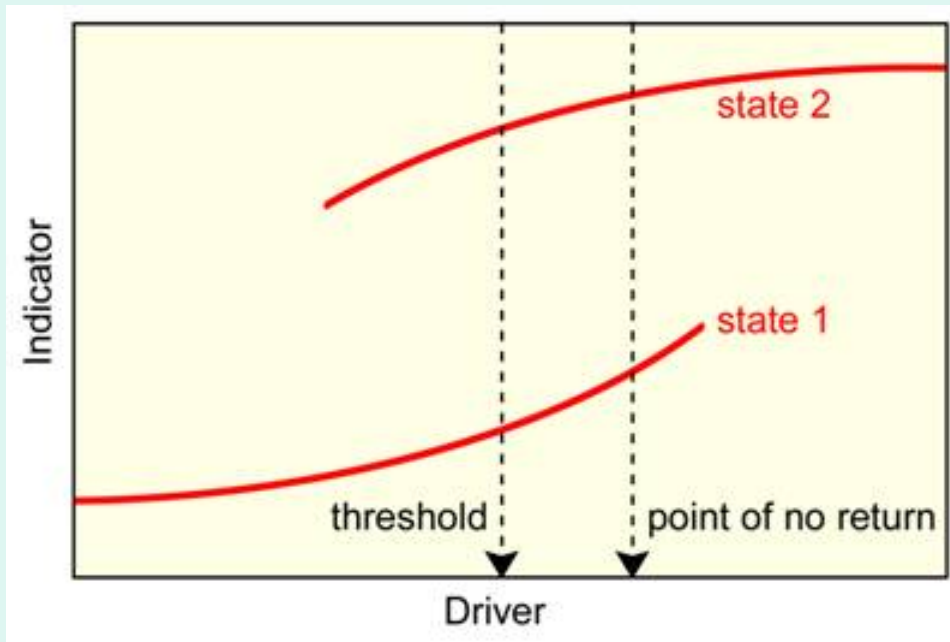 state 2
Indicator
state 1
threshold
point of no return
Driver